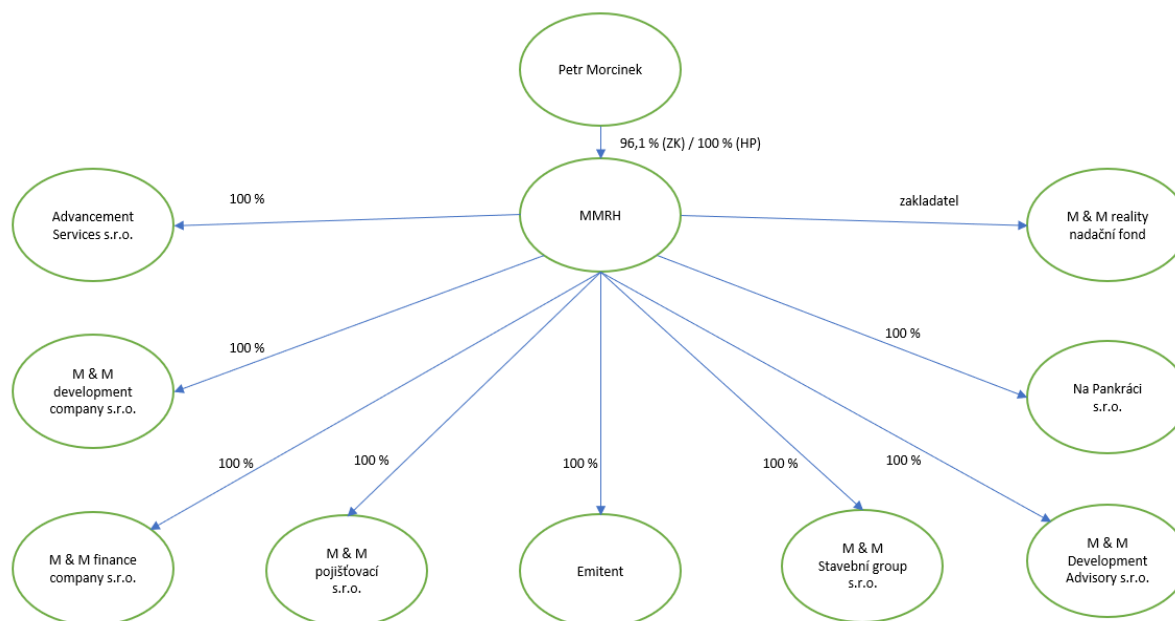 Petr Morcinek
96,1 % (ZK) / 100 % (HP)
MMRH
100 %
zakladatel
Advancement
Services s.r.o.
M & M reality
nadační fond
100 %
100 %
M & M
development
company s.r.o.
Na Pankráci
s.r.o.
100 %
100 %
100 %
100 %
100 %
M & M finance
company s.r.o.
M & M
pojišťovací
s.r.o.
Emitent
M & M
Stavební group
s.r.o.
M & M
Development
Advisory s.r.o.